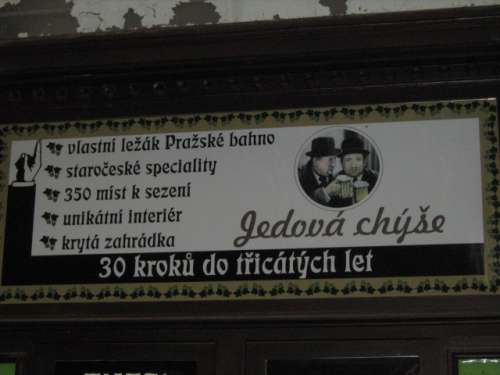 vlastní ležák Pražské bahno
staročeské speciality
350 míst k sezení
unikátní interiér
krytá zahrádka
Jedová chýše
30 kroků do třicátých let